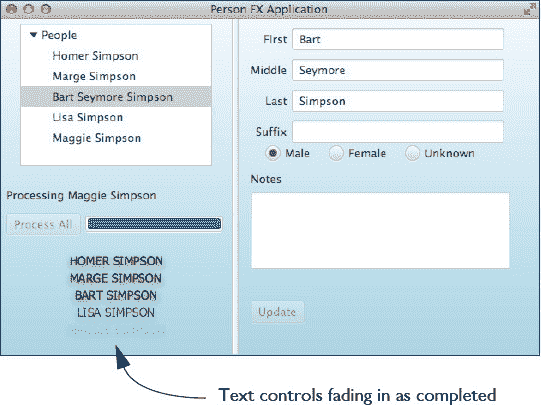 Person FX Application
People
Homer Simpson
Marge Simpson
Bart Seymore Simpson
Lisa Simpson
Maggie Simpson
Processing Maggie Simpson
Process All
HOMER SIMPSON
MARGE SIMPSON
BART SIMPSON
LISA SIMPSON
First Bart
Middle Seymore
Last Simpson
Suffix
Male Female Unknown
Notes
Update
Text controls fading in as completed